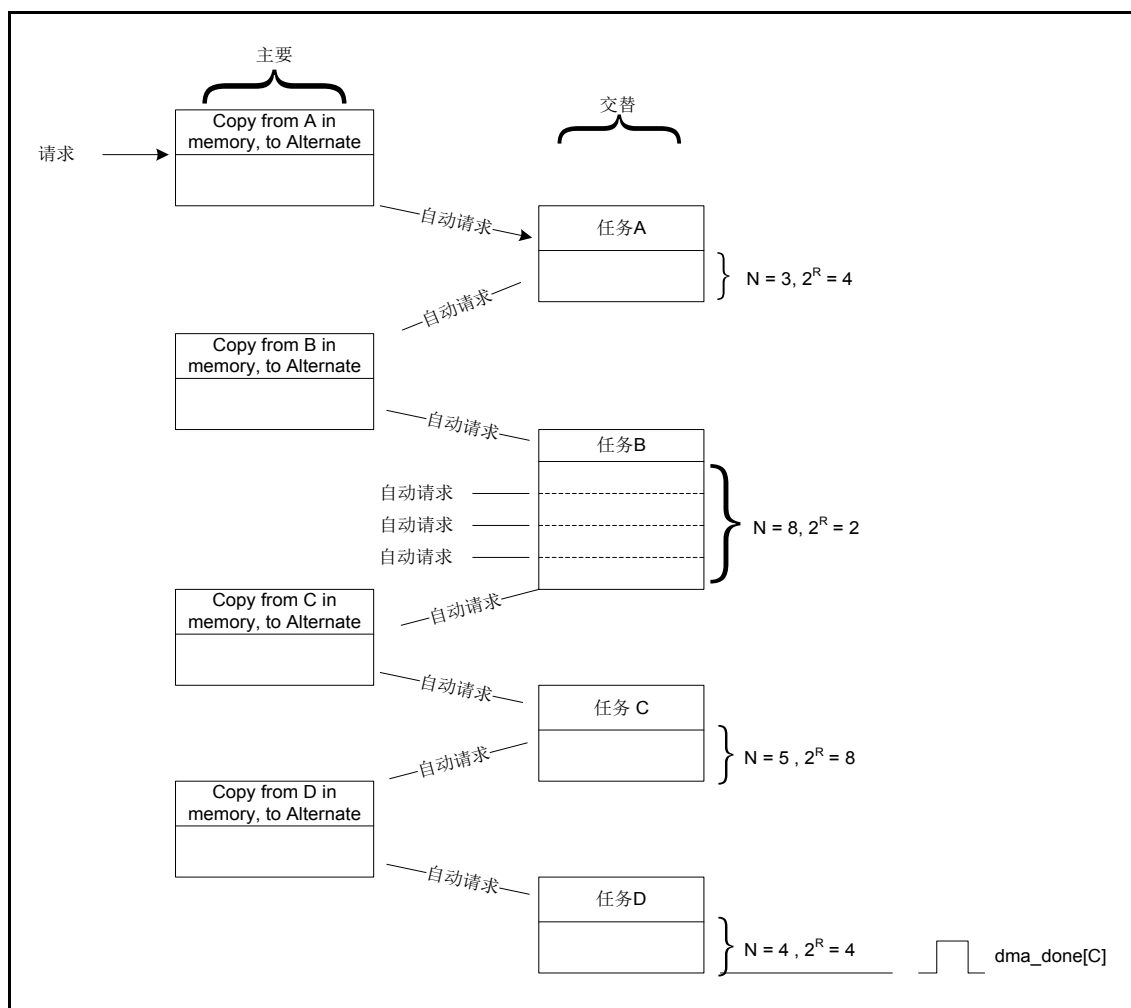 主要
交替
Copy from A in
memory, to Alternate
请求
自动请求
任务A
N = 3, 2^R = 4
自动请求
Copy from B in
memory, to Alternate
自动请求
任务B
自动请求
自动请求
自动请求
N = 8, 2^R = 2
Copy from C in
memory, to Alternate
自动请求
自动请求
任务 C
N = 5 , 2^R = 8
自动请求
Copy from D in
memory, to Alternate
自动请求
任务D
N = 4 , 2^R = 4
dma_done[C]